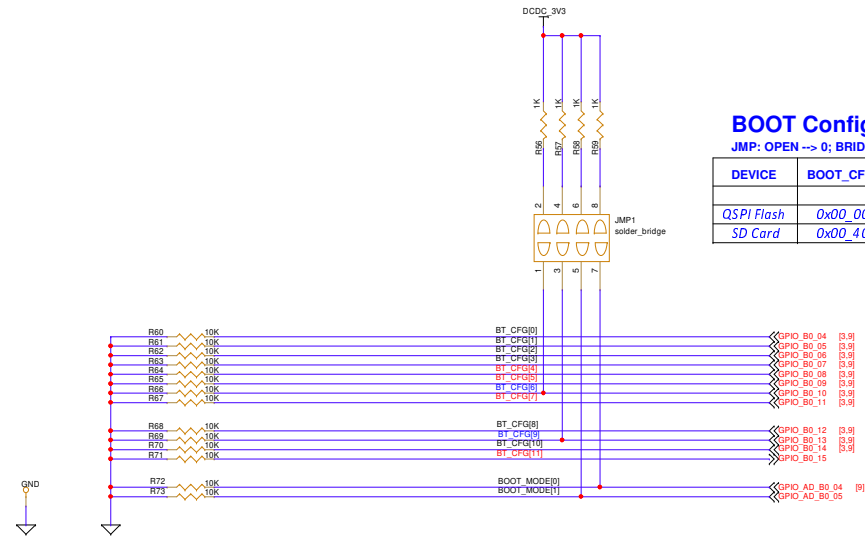 DCDC_3V3
1K 1K 1K 1K
R56 R57 R58 R59
BOOT Config
JMP: OPEN --> 0; BRID
DEVICE BOOT_CF
QSPI Flash 0x00_00
SD Card 0x00_40
2 4 6 8
JMP1
solder_bridge
1 3 5 7
R60 10K BT_CFG[0] GPIO_B0_04 [3,9]
R61 10K BT_CFG[1] GPIO_B0_05 [3,9]
R62 10K BT_CFG[2] GPIO_B0_06 [3,9]
R63 10K BT_CFG[3] GPIO_B0_07 [3,9]
R64 10K BT_CFG[4] GPIO_B0_08 [3,9]
R65 10K BT_CFG[5] GPIO_B0_09 [3,9]
R66 10K BT_CFG[6] GPIO_B0_10 [3,9]
R67 10K BT_CFG[7] GPIO_B0_11 [3,9]
R68 10K BT_CFG[8] GPIO_B0_12 [3,9]
R69 10K BT_CFG[9] GPIO_B0_13 [3,9]
R70 10K BT_CFG[10] GPIO_B0_14 [3,9]
R71 10K BT_CFG[11] GPIO_B0_15
R72 10K BOOT_MODE[0] GPIO_AD_B0_04 [9]
R73 10K BOOT_MODE[1] GPIO_AD_B0_05
GND